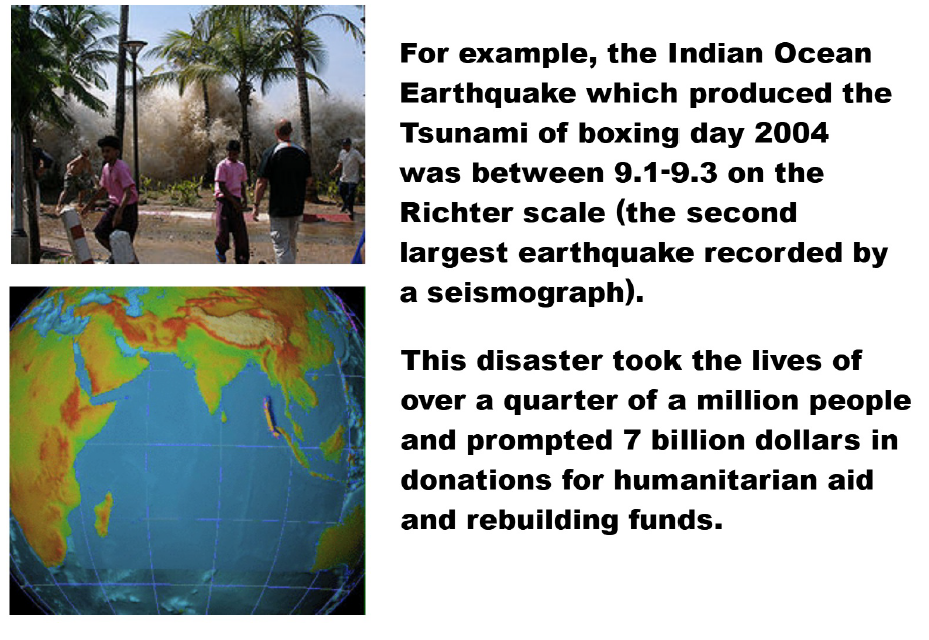 For example, the Indian Ocean
Earthquake which produced the
Tsunami of boxing day 2004
was between 9.1-9.3 on the
Richter scale (the second
largest earthquake recorded by
a seismograph).
This disaster took the lives of
over a quarter of a million people
and prompted 7 billion dollars in
donations for humanitarian aid
and rebuilding funds.